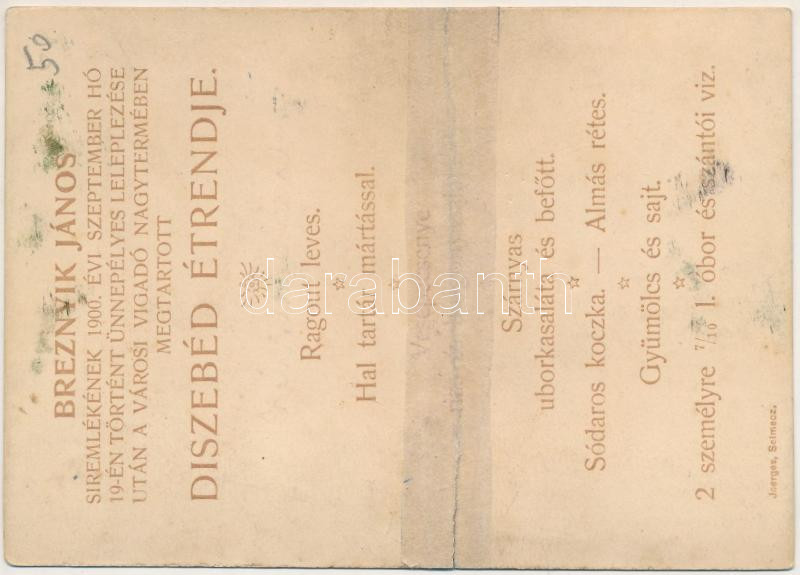 50
BREZNYIK JÁNOS
SIREMLÉKÉNEK 1900. ÉVI SZEPTEMBER HÓ
19-ÉN TÖRTÉNT ÜNNEPÉLYES LELEPLEZÉSE
UTÁN A VÁROSI VIGADÓ NAGYTERMÉBEN
MEGTARTOTT
DISZEBÉD ÉTRENDJE.
Ragout leves.
Hal tartár mártással.
Vesepecsenye
Szárnyas
uborkasaláta és befőtt.
Sódaros koczka. — Almás rétes.
Gyümölcs és sajt.
2 személyre 7/10 l. óbor és szántói viz.
Joerges, Selmecz.
darabanth